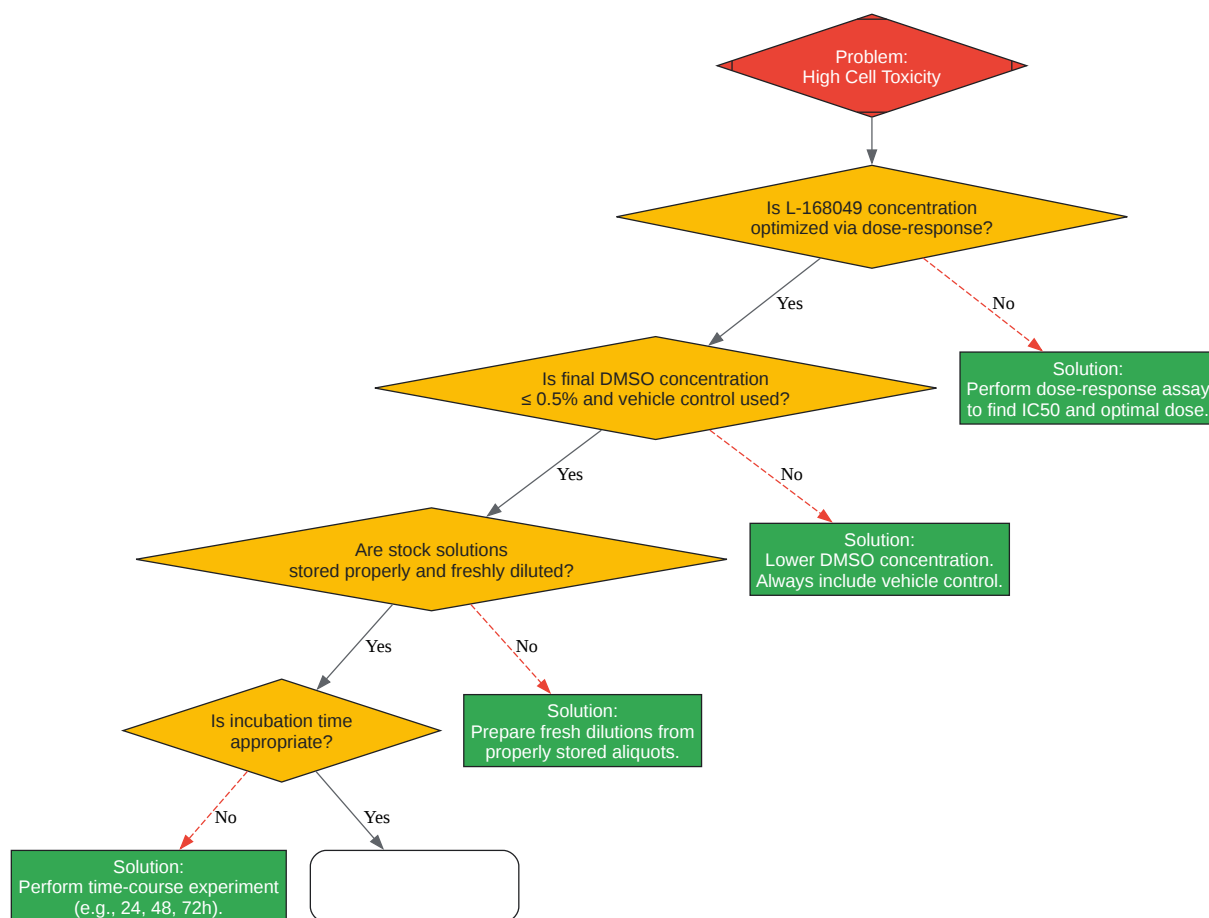 Problem:
High Cell Toxicity
Is L-168049 concentration
optimized via dose-response?
Yes
No
Solution:
Perform dose-response assay
to find IC50 and optimal dose.
Is final DMSO concentration
≤ 0.5% and vehicle control used?
Yes
No
Solution:
Lower DMSO concentration.
Always include vehicle control.
Are stock solutions
stored properly and freshly diluted?
Yes
No
Solution:
Prepare fresh dilutions from
properly stored aliquots.
Is incubation time
appropriate?
No
Yes
Solution:
Perform time-course experiment
(e.g., 24, 48, 72h).